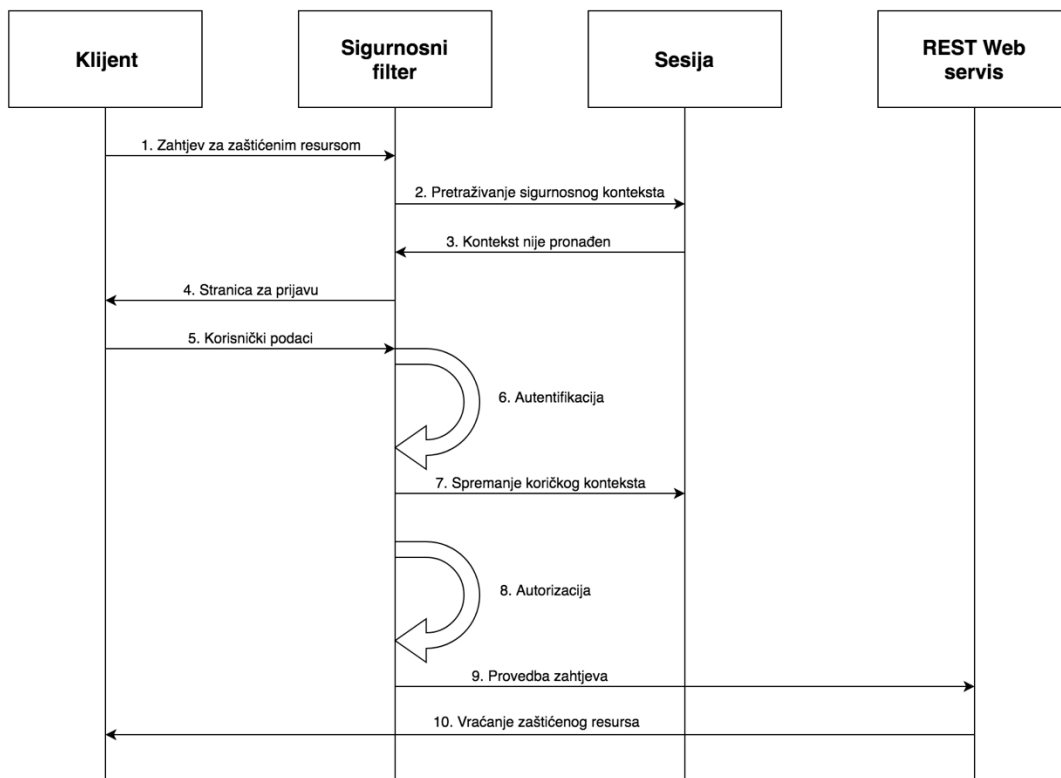 Klijent
Sigurnosni
filter
Sesija
REST Web
servis
1. Zahtjev za zaštićenim resursom
2. Pretraživanje sigurnosnog konteksta
3. Kontekst nije pronađen
4. Stranica za prijavu
5. Korisnički podaci
6. Autentifikacija
7. Spremanje koričkog konteksta
8. Autorizacija
9. Provedba zahtjeva
10. Vraćanje zaštićenog resursa